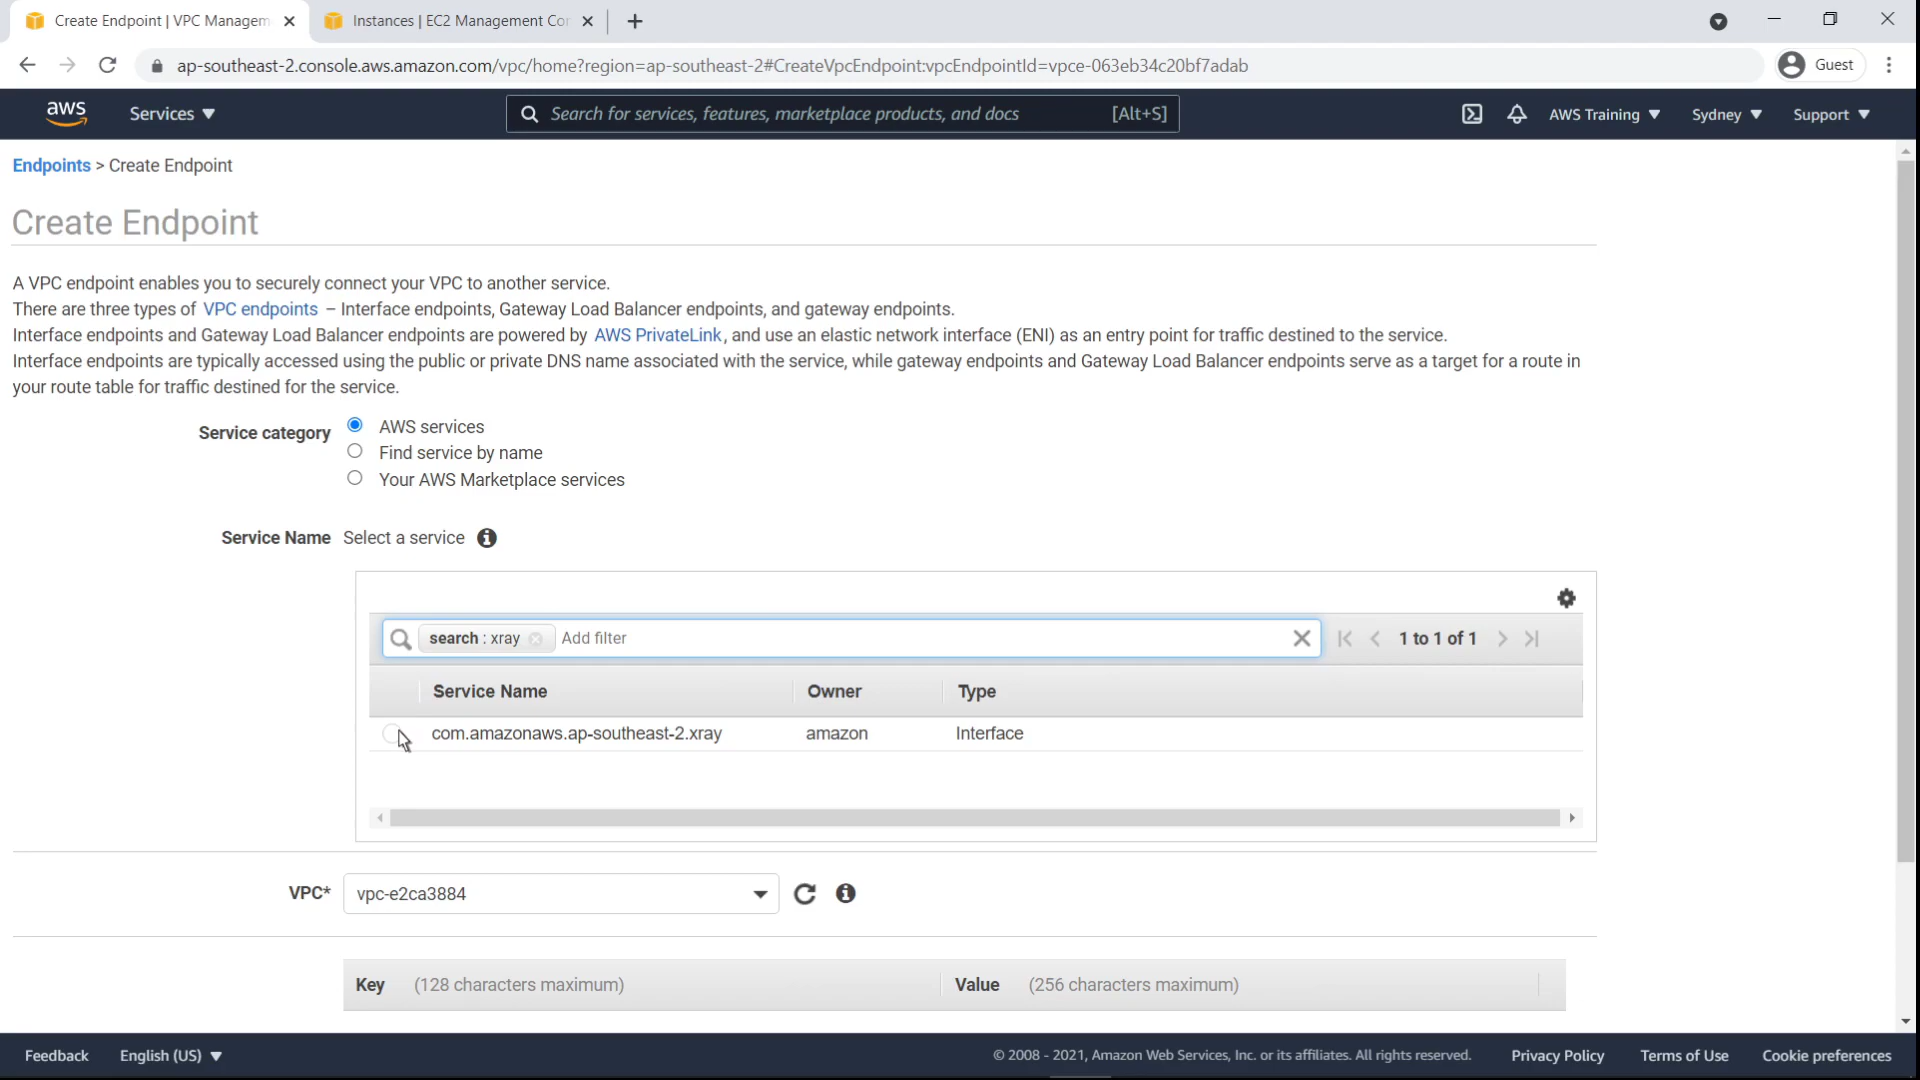 Create Endpoint | VPC Managem
Instances | EC2 Management Cor
ap-southeast-2.console.aws.amazon.com/vpc/home?region=ap-southeast-2#CreateVpcEndpoint:vpcEndpointId=vpce-063eb34c20bf7adab
Guest
aws
Services
Search for services, features, marketplace products, and docs [Alt+S]
AWS Training
Sydney
Support
Endpoints > Create Endpoint
Create Endpoint
A VPC endpoint enables you to securely connect your VPC to another service.
There are three types of VPC endpoints – Interface endpoints, Gateway Load Balancer endpoints, and gateway endpoints.
Interface endpoints and Gateway Load Balancer endpoints are powered by AWS PrivateLink, and use an elastic network interface (ENI) as an entry point for traffic destined to the service.
Interface endpoints are typically accessed using the public or private DNS name associated with the service, while gateway endpoints and Gateway Load Balancer endpoints serve as a target for a route in
your route table for traffic destined for the service.
Service category
AWS services
Find service by name
Your AWS Marketplace services
Service Name Select a service
search : xray Add filter
1 to 1 of 1
Service Name Owner Type
com.amazonaws.ap-southeast-2.xray amazon Interface
VPC* vpc-e2ca3884
Key (128 characters maximum) Value (256 characters maximum)
Feedback English (US) © 2008 - 2021, Amazon Web Services, Inc. or its affiliates. All rights reserved. Privacy Policy Terms of Use Cookie preferences